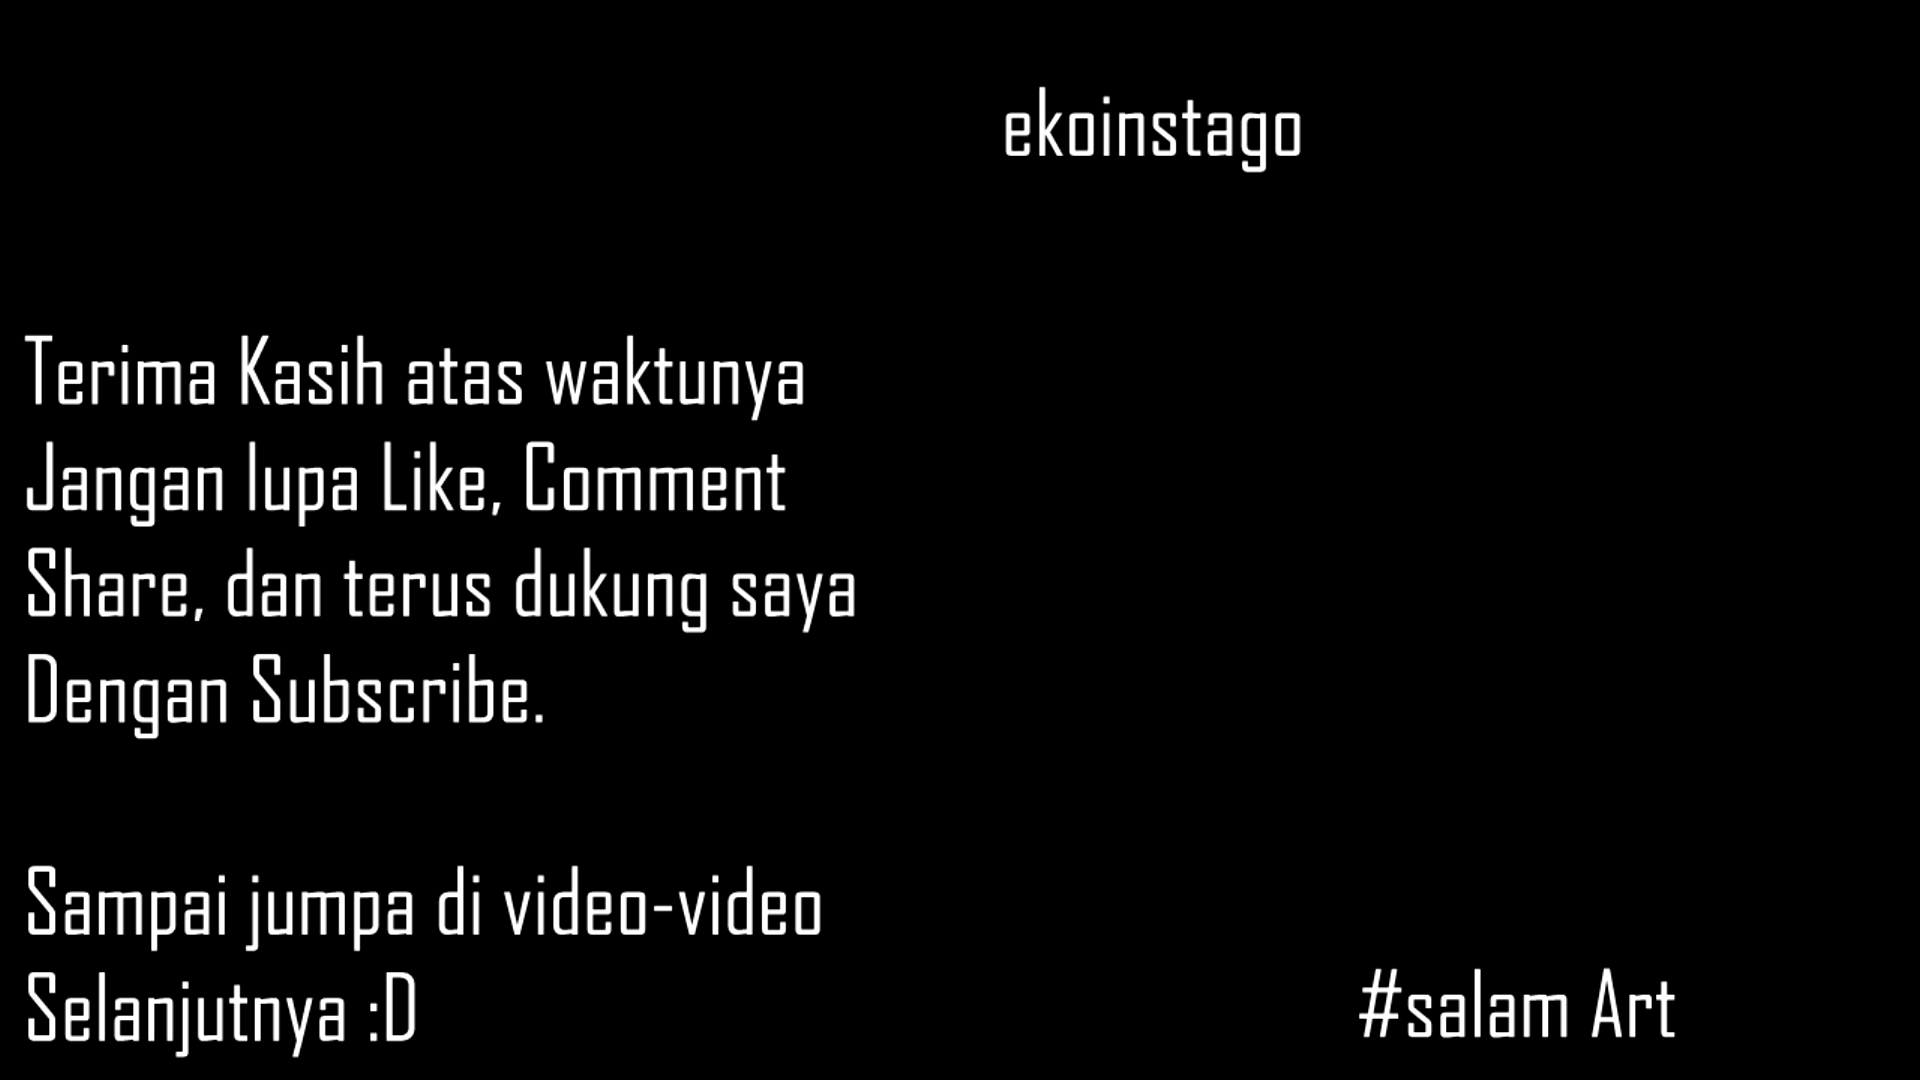 ekoinstago
Terima Kasih atas waktunya
Jangan lupa Like, Comment
Share, dan terus dukung saya
Dengan Subscribe.
Sampai jumpa di video-video
Selanjutnya :D
#salam Art